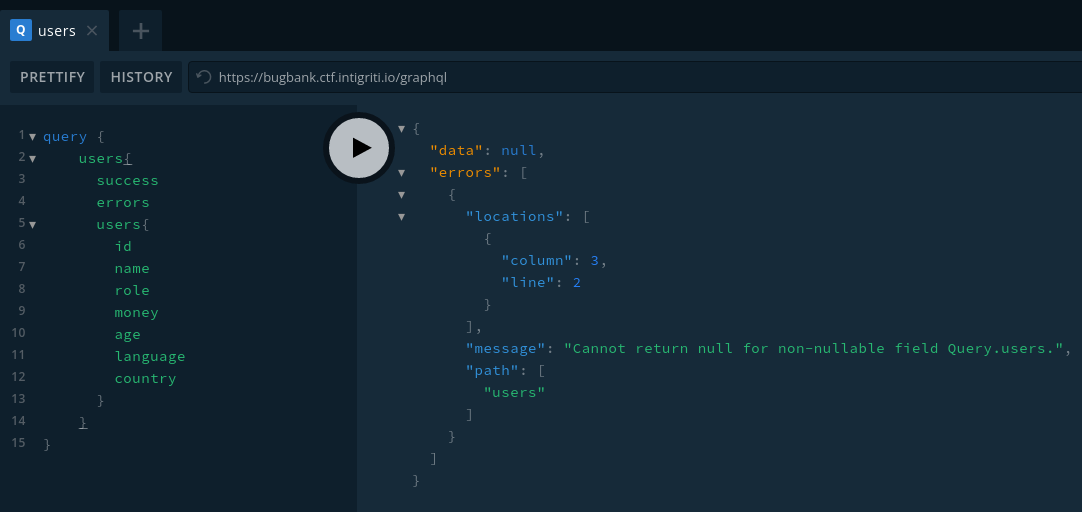 Q users × +
PRETTIFY HISTORY https://bugbank.ctf.intigriti.io/graphql
1 query {
2 users{
3 success
4 errors
5 users{
6 id
7 name
8 role
9 money
10 age
11 language
12 country
13 }
14 }
15 }
{
"data": null,
"errors": [
{
"locations": [
{
"column": 3,
"line": 2
}
],
"message": "Cannot return null for non-nullable field Query.users.",
"path": [
"users"
]
}
]
}